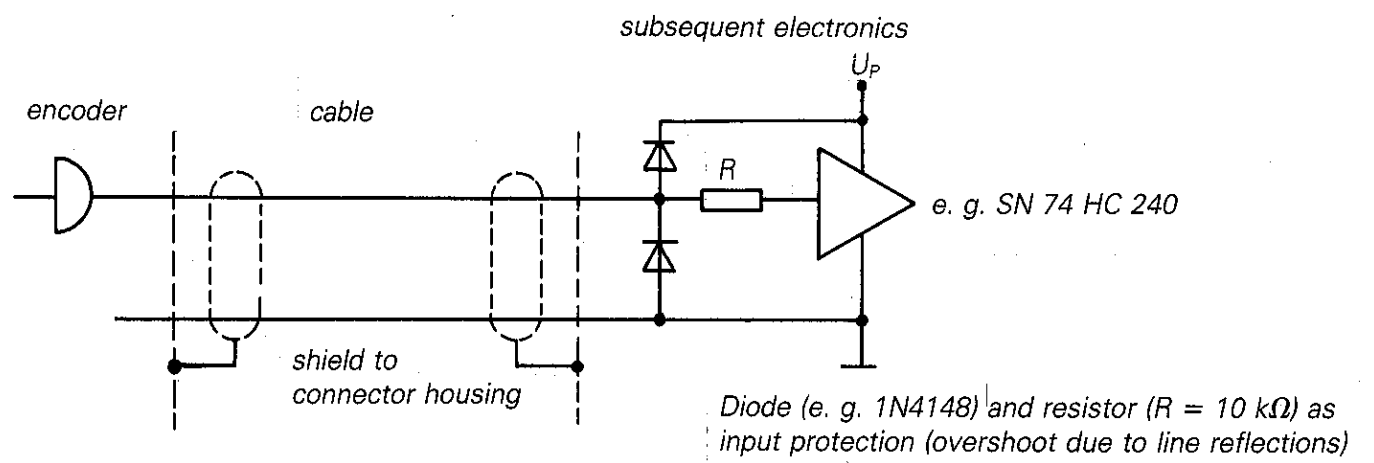 subsequent electronics
U_P
encoder
cable
R
e. g. SN 74 HC 240
shield to
connector housing
Diode (e. g. 1N4148) and resistor (R = 10 kΩ) as
input protection (overshoot due to line reflections)